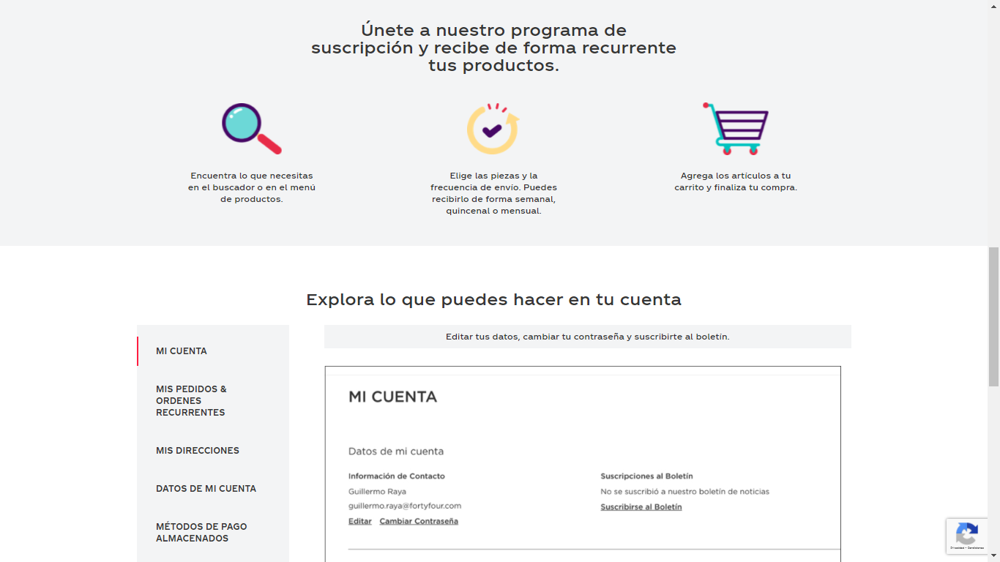 Únete a nuestro programa de
suscripción y recibe de forma recurrente
tus productos.
Encuentra lo que necesitas
en el buscador o en el menú
de productos.
Elige las piezas y la
frecuencia de envío. Puedes
recibirlo de forma semanal,
quincenal o mensual.
Agrega los artículos a tu
carrito y finaliza tu compra.
Explora lo que puedes hacer en tu cuenta
MI CUENTA
MIS PEDIDOS &
ORDENES
RECURRENTES
MIS DIRECCIONES
DATOS DE MI CUENTA
MÉTODOS DE PAGO
ALMACENADOS
Editar tus datos, cambiar tu contraseña y suscribirte al boletín.
MI CUENTA
Datos de mi cuenta
Información de Contacto
Guillermo Raya
guillermo.raya@fortyfour.com
Editar Cambiar Contraseña
Suscripciones al Boletín
No se suscribió a nuestro boletín de noticias
Suscribirse al Boletín
Privacidad - Condiciones